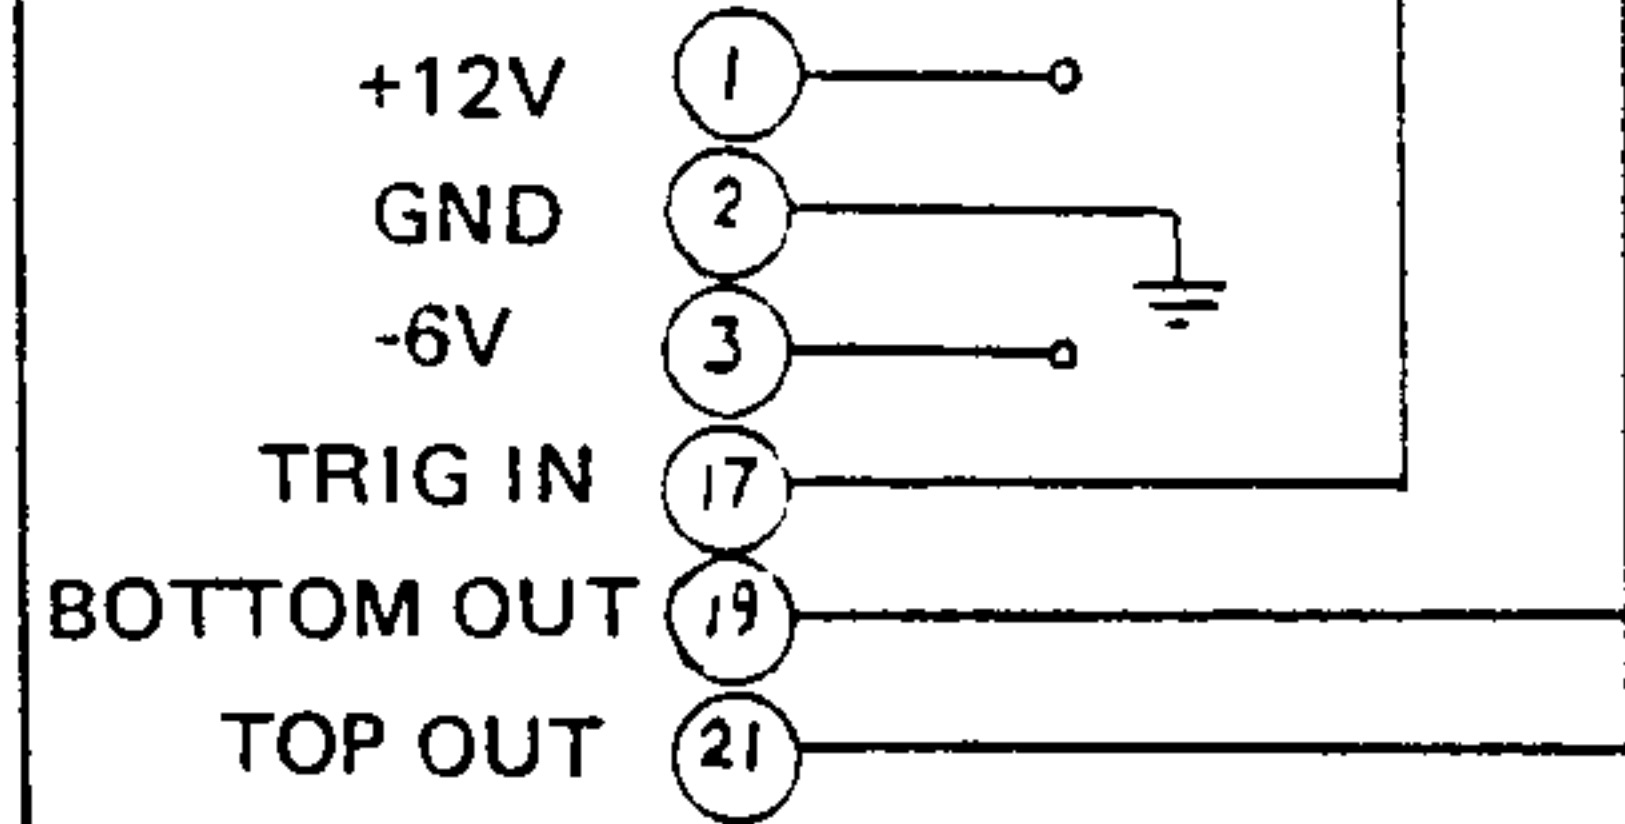 +12V 1
GND 2
-6V 3
TRIG IN 17
BOTTOM OUT 19
TOP OUT 21